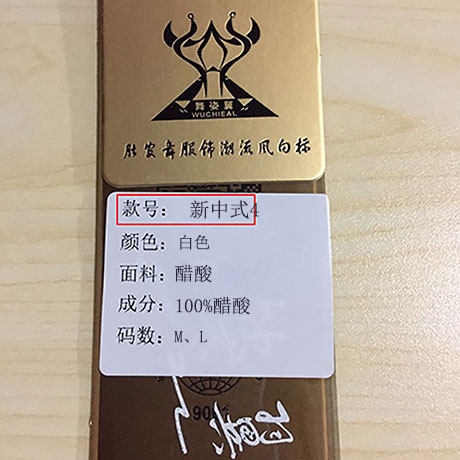 舞姿翼
WUCHIEAL
肚皮舞服饰潮流风向标
款号： 新中式4
颜色：白色
面料：醋酸
成分：100%醋酸
码数：M、L